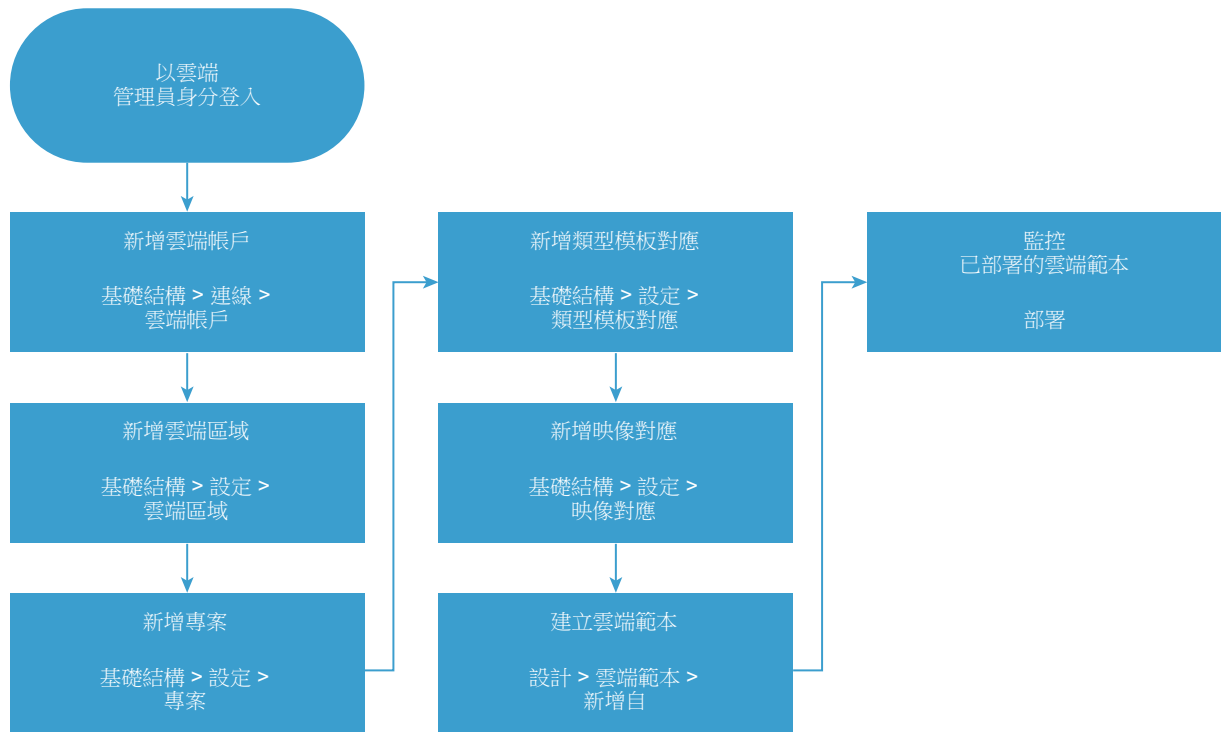 以雲端
管理員身分登入
新增雲端帳戶
基礎結構 > 連線 >
雲端帳戶
新增雲端區域
基礎結構 > 設定 >
雲端區域
新增專案
基礎結構 > 設定 >
專案
新增類型模板對應
基礎結構 > 設定 >
類型模板對應
新增映像對應
基礎結構 > 設定 >
映像對應
建立雲端範本
設計 > 雲端範本 >
新增自
監控
已部署的雲端範本
部署